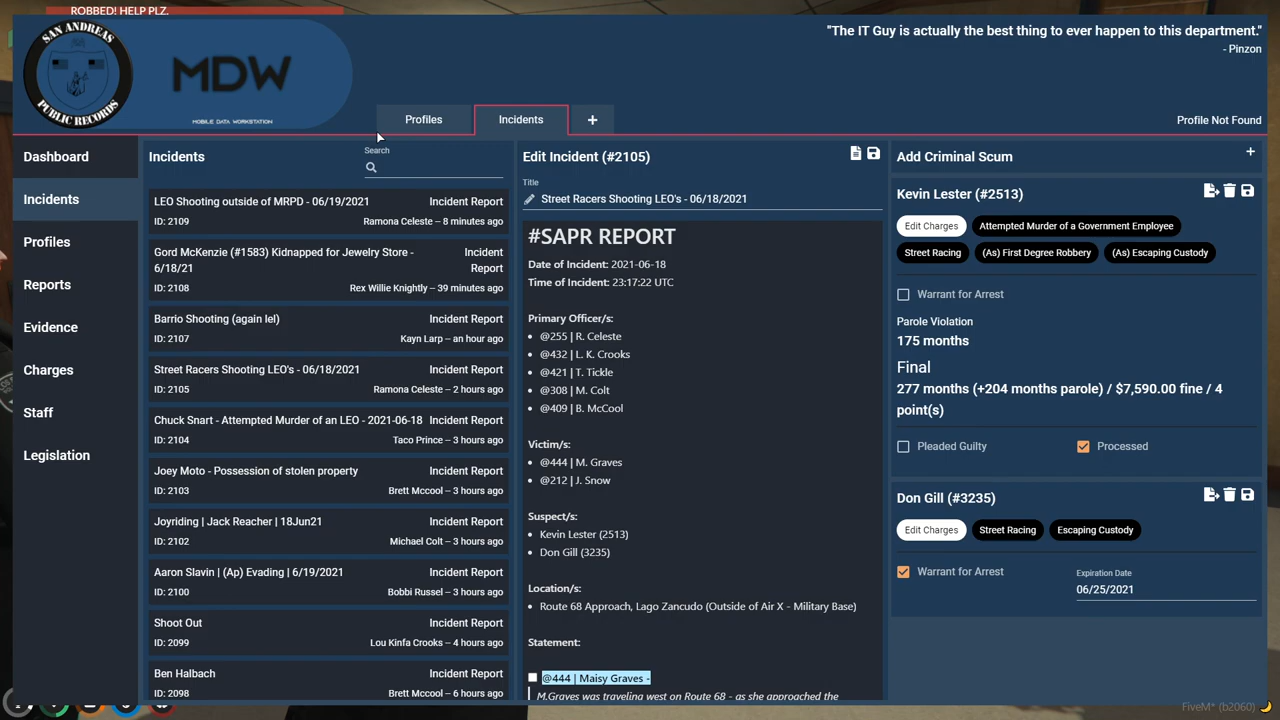 ROBBED! HELP PLZ.
SAN ANDREAS
PUBLIC RECORDS
MDW
MOBILE DATA WORKSTATION
"The IT Guy is actually the best thing to ever happen to this department."
- Pinzon
Profiles
Incidents
+
Profile Not Found
Dashboard
Incidents
Profiles
Reports
Evidence
Charges
Staff
Legislation
Incidents
Search
LEO Shooting outside of MRPD - 06/19/2021 Incident Report
ID: 2109 Ramona Celeste – 8 minutes ago
Gord McKenzie (#1583) Kidnapped for Jewelry Store - Incident
6/18/21 Report
ID: 2108 Rex Willie Knightly – 39 minutes ago
Barrio Shooting (again lel) Incident Report
ID: 2107 Kayn Larp – an hour ago
Street Racers Shooting LEO's - 06/18/2021 Incident Report
ID: 2105 Ramona Celeste – 2 hours ago
Chuck Snart - Attempted Murder of an LEO - 2021-06-18 Incident Report
ID: 2104 Taco Prince – 3 hours ago
Joey Moto - Possession of stolen property Incident Report
ID: 2103 Brett Mccool – 3 hours ago
Joyriding | Jack Reacher | 18Jun21 Incident Report
ID: 2102 Michael Colt – 3 hours ago
Aaron Slavin | (Ap) Evading | 6/19/2021 Incident Report
ID: 2100 Bobbi Russel – 3 hours ago
Shoot Out Incident Report
ID: 2099 Lou Kinfa Crooks – 4 hours ago
Ben Halbach Incident Report
ID: 2098 Brett Mccool – 6 hours ago
Edit Incident (#2105)
Title
Street Racers Shooting LEO's - 06/18/2021
#SAPR REPORT
Date of Incident: 2021-06-18
Time of Incident: 23:17:22 UTC
Primary Officer/s:
• @255 | R. Celeste
• @432 | L. K. Crooks
• @421 | T. Tickle
• @308 | M. Colt
• @409 | B. McCool
Victim/s:
• @444 | M. Graves
• @212 | J. Snow
Suspect/s:
• Kevin Lester (2513)
• Don Gill (3235)
Location/s:
• Route 68 Approach, Lago Zancudo (Outside of Air X - Military Base)
Statement:
@444 | Maisy Graves -
M.Graves was traveling west on Route 68 - as she approached the
Add Criminal Scum
+
Kevin Lester (#2513)
Edit Charges Attempted Murder of a Government Employee
Street Racing (As) First Degree Robbery (As) Escaping Custody
Warrant for Arrest
Parole Violation
175 months
Final
277 months (+204 months parole) / $7,590.00 fine / 4
point(s)
Pleaded Guilty Processed
Don Gill (#3235)
Edit Charges Street Racing Escaping Custody
Warrant for Arrest
Expiration Date
06/25/2021
FiveM* (b2060)